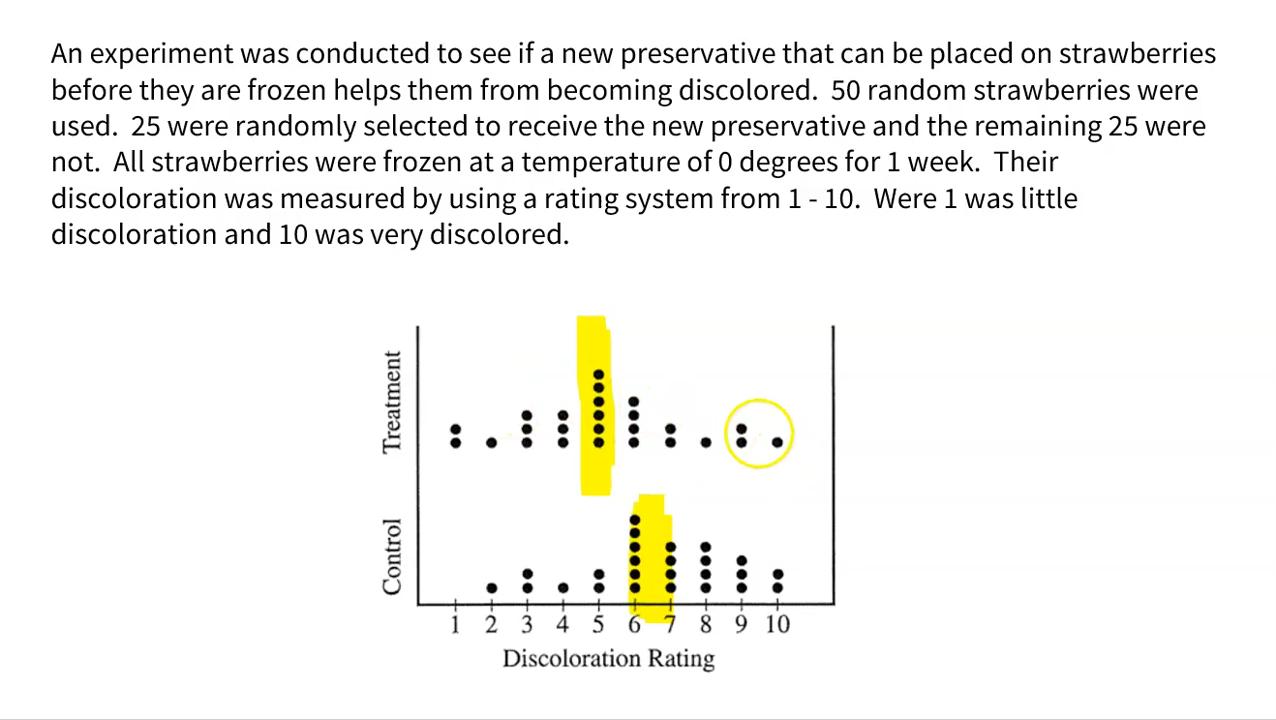 An experiment was conducted to see if a new preservative that can be placed on strawberries
before they are frozen helps them from becoming discolored.  50 random strawberries were
used.  25 were randomly selected to receive the new preservative and the remaining 25 were
not.  All strawberries were frozen at a temperature of 0 degrees for 1 week.  Their
discoloration was measured by using a rating system from 1 - 10.  Were 1 was little
discoloration and 10 was very discolored.
Treatment
Control
1 2 3 4 5 6 7 8 9 10
Discoloration Rating